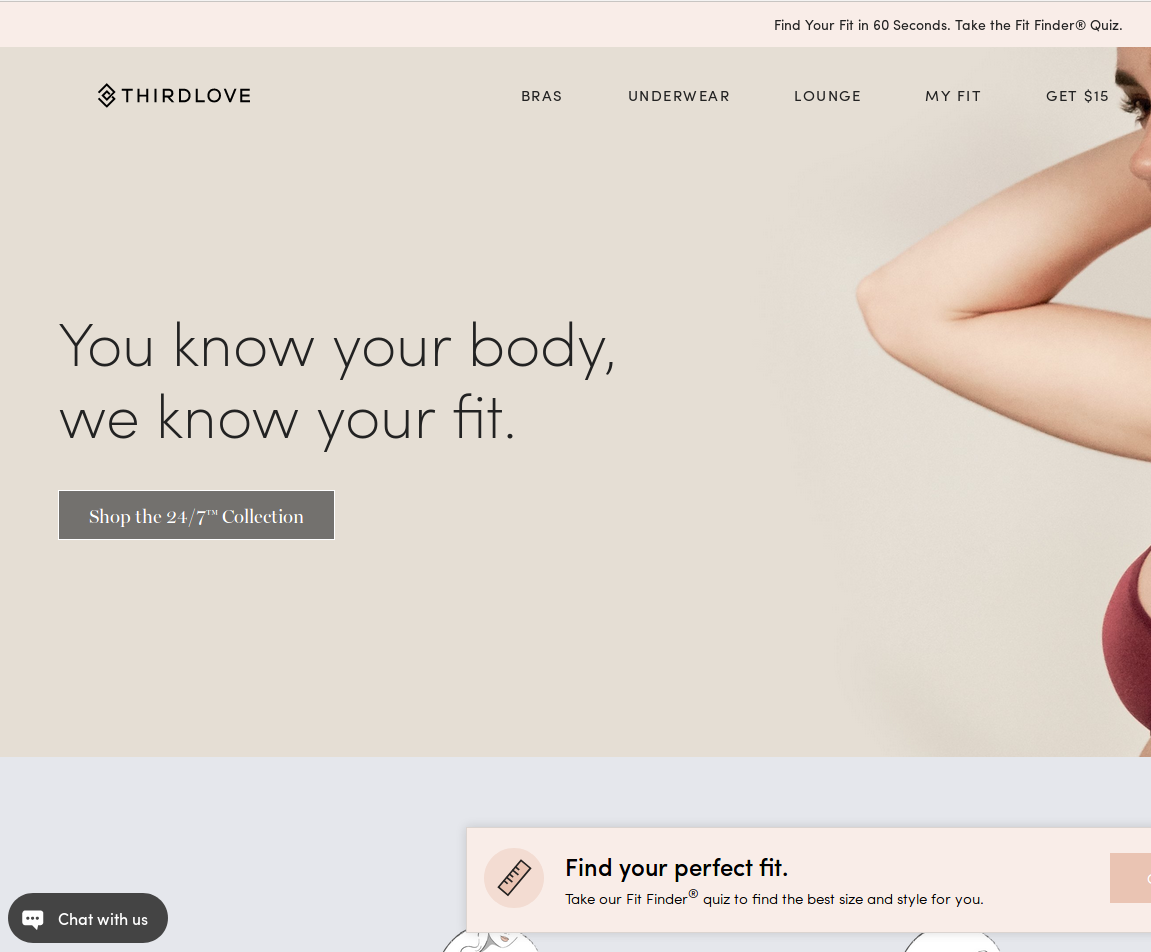 Find Your Fit in 60 Seconds. Take the Fit Finder® Quiz.
THIRDLOVE
BRAS
UNDERWEAR
LOUNGE
MY FIT
GET $15
You know your body,
we know your fit.
Shop the 24/7™ Collection
Find your perfect fit.
Take our Fit Finder® quiz to find the best size and style for you.
Chat with us